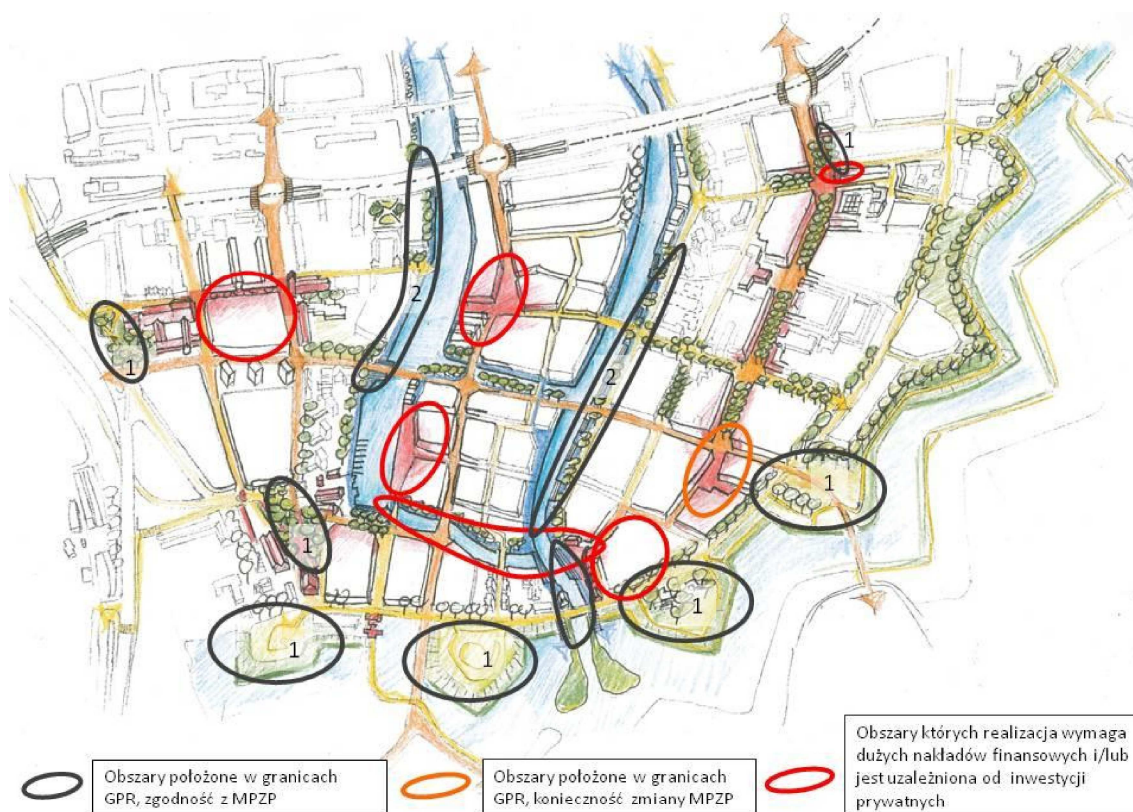 1
2
1
2
1
1
1
1
1
Obszary położone w granicach
GPR, zgodność z MPZP
Obszary położone w granicach
GPR, konieczność zmiany MPZP
Obszary których realizacja wymaga
dużych nakładów finansowych i/lub
jest uzależniona od inwestycji
prywatnych